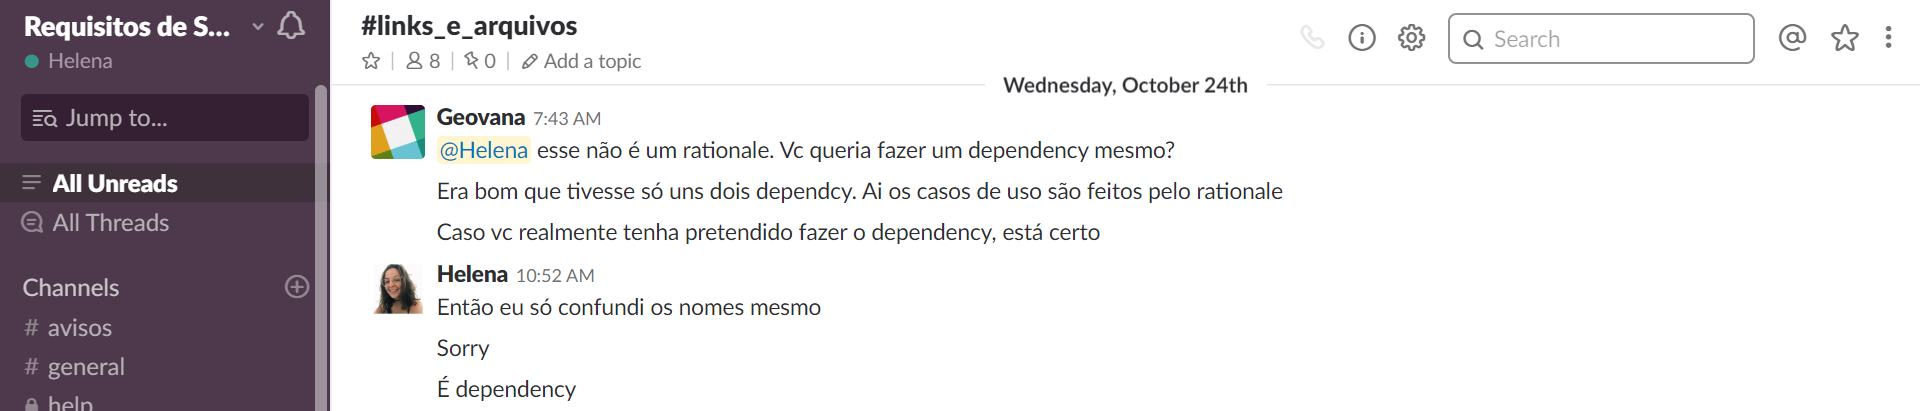 Requisitos de S...
Helena
Jump to...
All Unreads
All Threads
Channels
# avisos
# general
help
#links_e_arquivos
8 0 Add a topic
Search
Wednesday, October 24th
Geovana 7:43 AM
@Helena esse não é um rationale. Vc queria fazer um dependency mesmo?
Era bom que tivesse só uns dois dependcy. Ai os casos de uso são feitos pelo rationale
Caso vc realmente tenha pretendido fazer o dependency, está certo
Helena 10:52 AM
Então eu só confundi os nomes mesmo
Sorry
É dependency